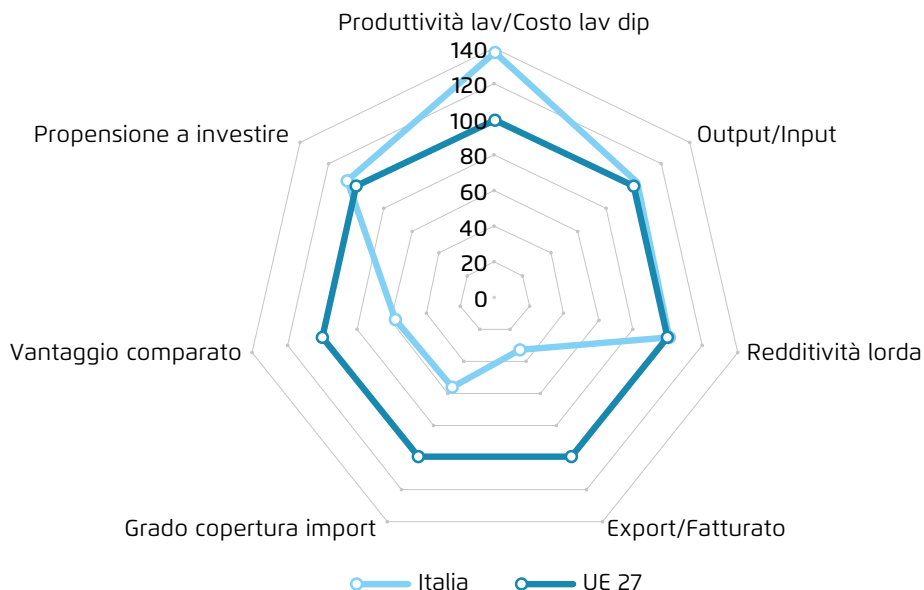 Produttività lav/Costo lav dip
140
120
100
80
60
40
20
0
Propensione a investire
Output/Input
Vantaggio comparato
Redditività lorda
Grado copertura import
Export/Fatturato
Italia
UE 27